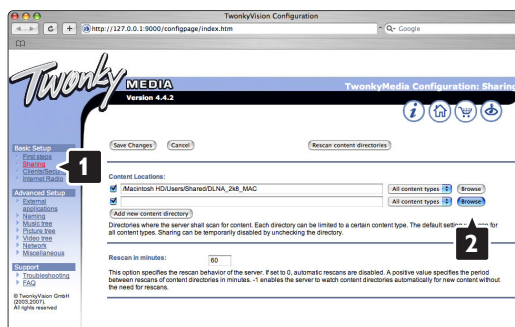 TwonkyVision Configuration
http://127.0.0.1:9000/configpage/index.htm
Q- Google
Twonky
MEDIA
Version 4.4.2
TwonkyMedia Configuration: Sharing
Save Changes
Cancel
Rescan content directories
Basic Setup
First steps
Sharing
Clients/Secu
Internet Radio
1
Advanced Setup
External
applications
Naming
Music tree
Picture tree
Video tree
Network
Miscellaneous
Support
Troubleshooting
FAQ
© TwonkyVision GmbH
(2003,2007).
All rights reserved
Content Locations:
/Macintosh HD/Users/Shared/DLNA_2k8_MAC
All content types
Browse
All content types
Browse
2
Add new content directory
Directories where the server shall scan for content. Each directory can be limited to a certain content type. The default setting for
all content types. Sharing can be temporarily disabled by unchecking the directory.
Rescan in minutes:
60
This option specifies the rescan behavior of the server. If set to 0, automatic rescans are disabled. A positive value specifies the period
between rescans of content directories in minutes. -1 enables the server to watch content directories automatically for new content without
the need for rescans.